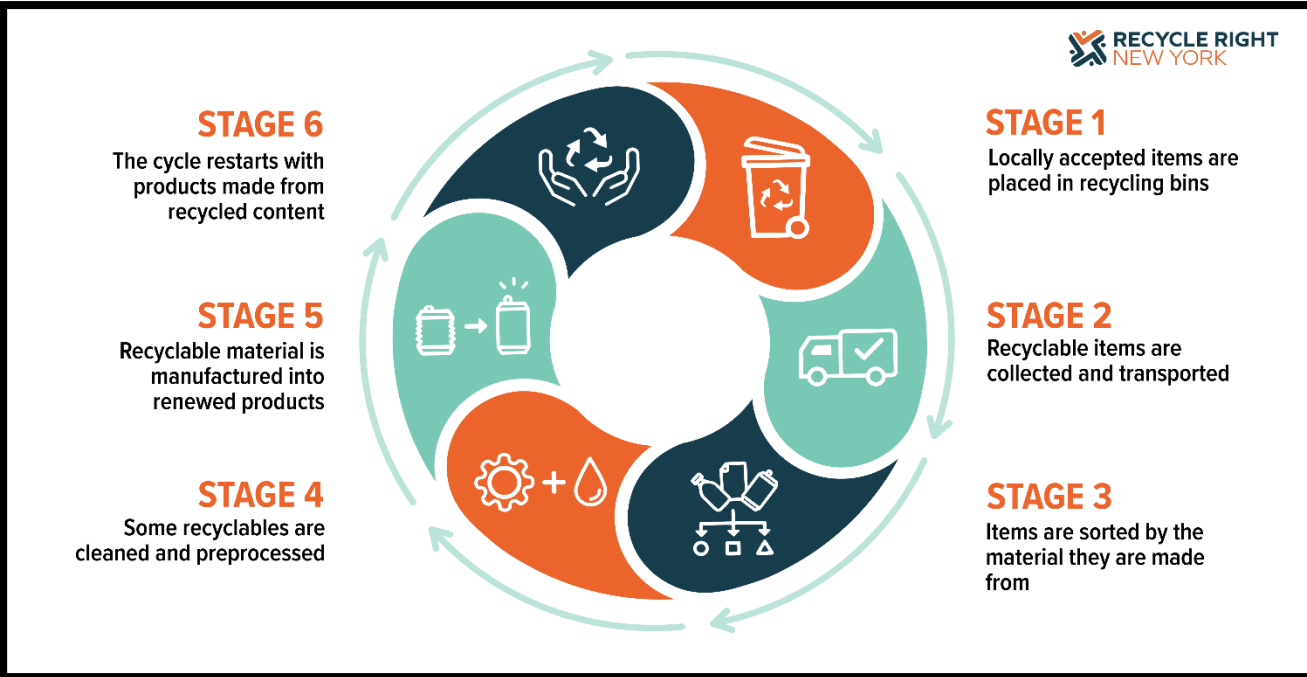 RECYCLE RIGHT
NEW YORK
STAGE 1
Locally accepted items are
placed in recycling bins
STAGE 2
Recyclable items are
collected and transported
STAGE 3
Items are sorted by the
material they are made
from
STAGE 4
Some recyclables are
cleaned and preprocessed
STAGE 5
Recyclable material is
manufactured into
renewed products
STAGE 6
The cycle restarts with
products made from
recycled content